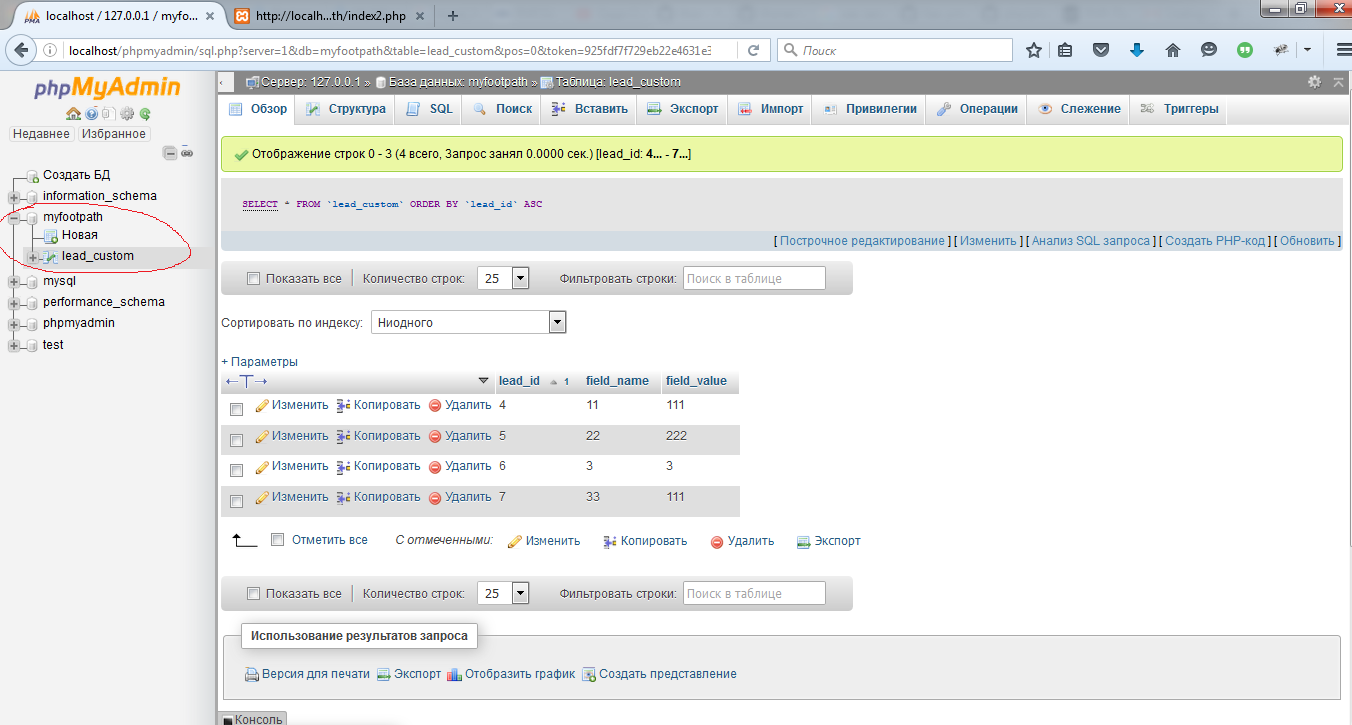 localhost / 127.0.0.1 / myfo...
http://localh...th/index2.php
localhost/phpmyadmin/sql.php?server=1&db=myfootpath&table=lead_custom&pos=0&token=925fdf7f729eb22e4631e3
Поиск
phpMyAdmin
Недавнее Избранное
Создать БД
information_schema
myfootpath
Новая
lead_custom
mysql
performance_schema
phpmyadmin
test
Сервер: 127.0.0.1 » База данных: myfootpath » Таблица: lead_custom
Обзор Структура SQL Поиск Вставить Экспорт Импорт Привилегии Операции Слежение Триггеры
Отображение строк 0 - 3 (4 всего, Запрос занял 0.0000 сек.) [lead_id: 4... - 7...]
SELECT * FROM `lead_custom` ORDER BY `lead_id` ASC
[ Построчное редактирование ] [ Изменить ] [ Анализ SQL запроса ] [ Создать PHP-код ] [ Обновить ]
Показать все Количество строк: 25 Фильтровать строки: Поиск в таблице
Сортировать по индексу: Ниодного
+ Параметры
←T→ lead_id 1 field_name field_value
Изменить Копировать Удалить 4 11 111
Изменить Копировать Удалить 5 22 222
Изменить Копировать Удалить 6 3 3
Изменить Копировать Удалить 7 33 111
Отметить все С отмеченными: Изменить Копировать Удалить Экспорт
Показать все Количество строк: 25 Фильтровать строки: Поиск в таблице
Использование результатов запроса
Версия для печати Экспорт Отобразить график Создать представление
Консоль